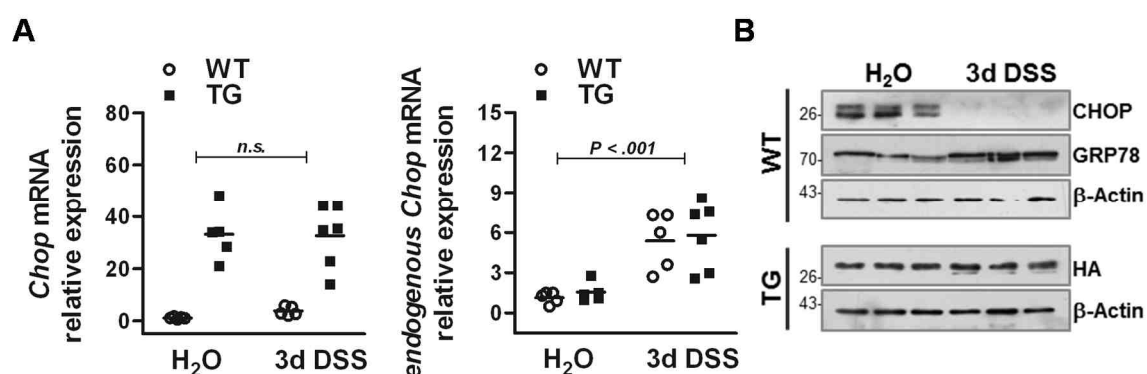 A
WT
TG
Chop mRNA
relative expression
80
60
40
20
0
n.s.
H₂O
3d DSS
WT
TG
endogenous Chop mRNA
relative expression
15
12
9
6
3
0
P < .001
H₂O
3d DSS
B
H₂O
3d DSS
WT
26-
CHOP
70-
GRP78
43-
β-Actin
TG
26-
HA
43-
β-Actin